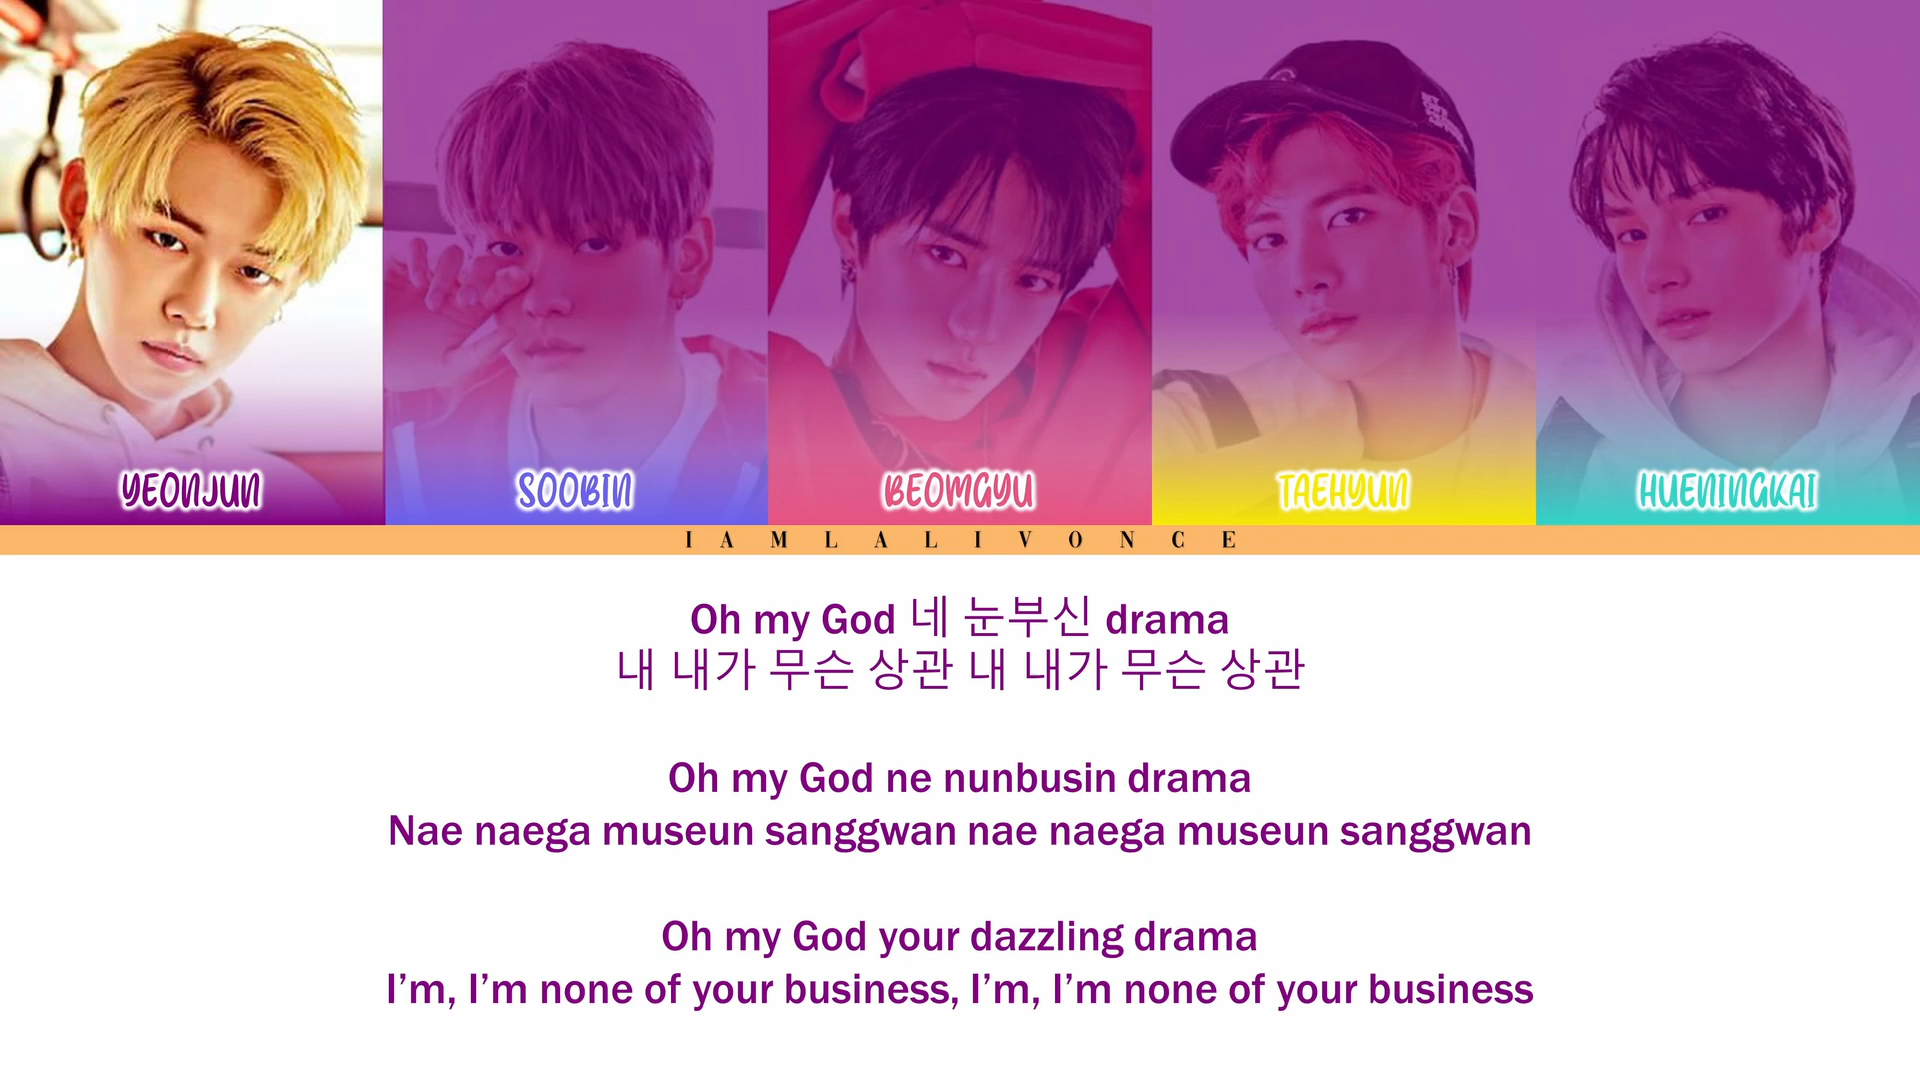 YEONJUN
SOOBIN
BEOMGYU
TAEHYUN
HUENINGKAI
IAMLALIVONCE
Oh my God 네 눈부신 drama
내 내가 무슨 상관 내 내가 무슨 상관
Oh my God ne nunbusin drama
Nae naega museun sanggwan nae naega museun sanggwan
Oh my God your dazzling drama
I’m, I’m none of your business, I’m, I’m none of your business